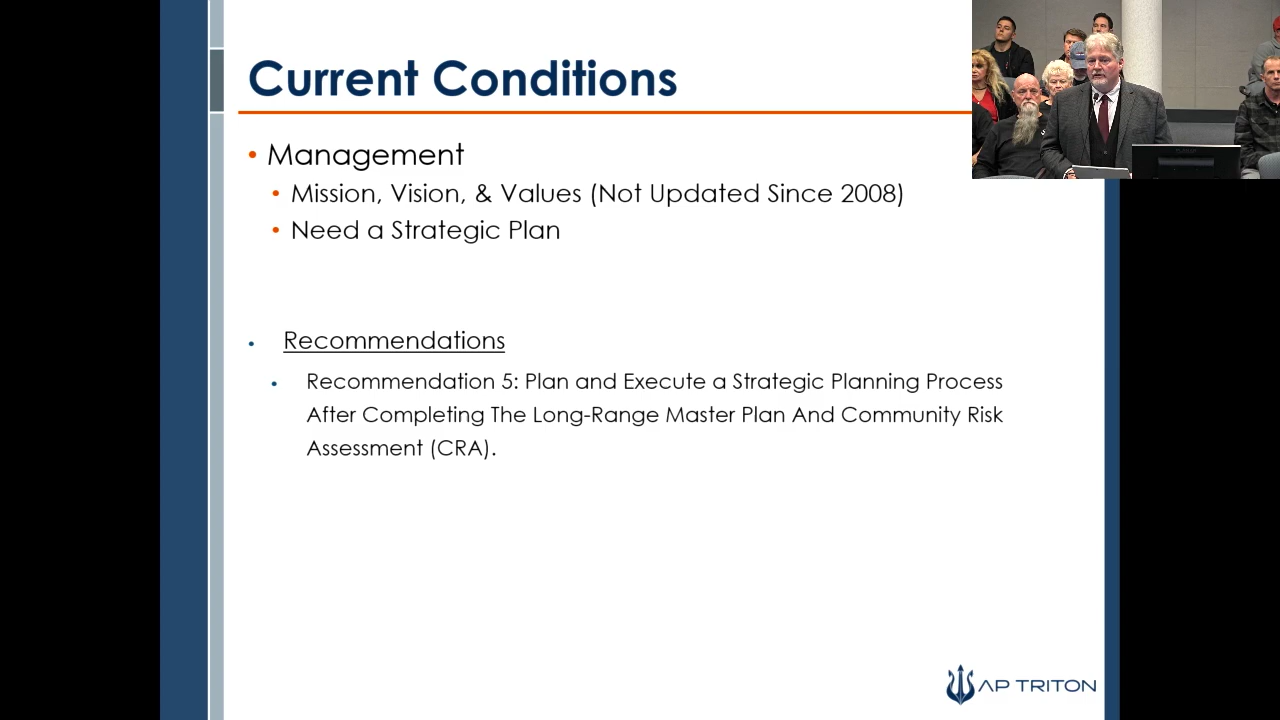 Current Conditions
• Management
• Mission, Vision, & Values (Not Updated Since 2008)
• Need a Strategic Plan
• Recommendations
• Recommendation 5: Plan and Execute a Strategic Planning Process
After Completing The Long-Range Master Plan And Community Risk
Assessment (CRA).
AP TRITON